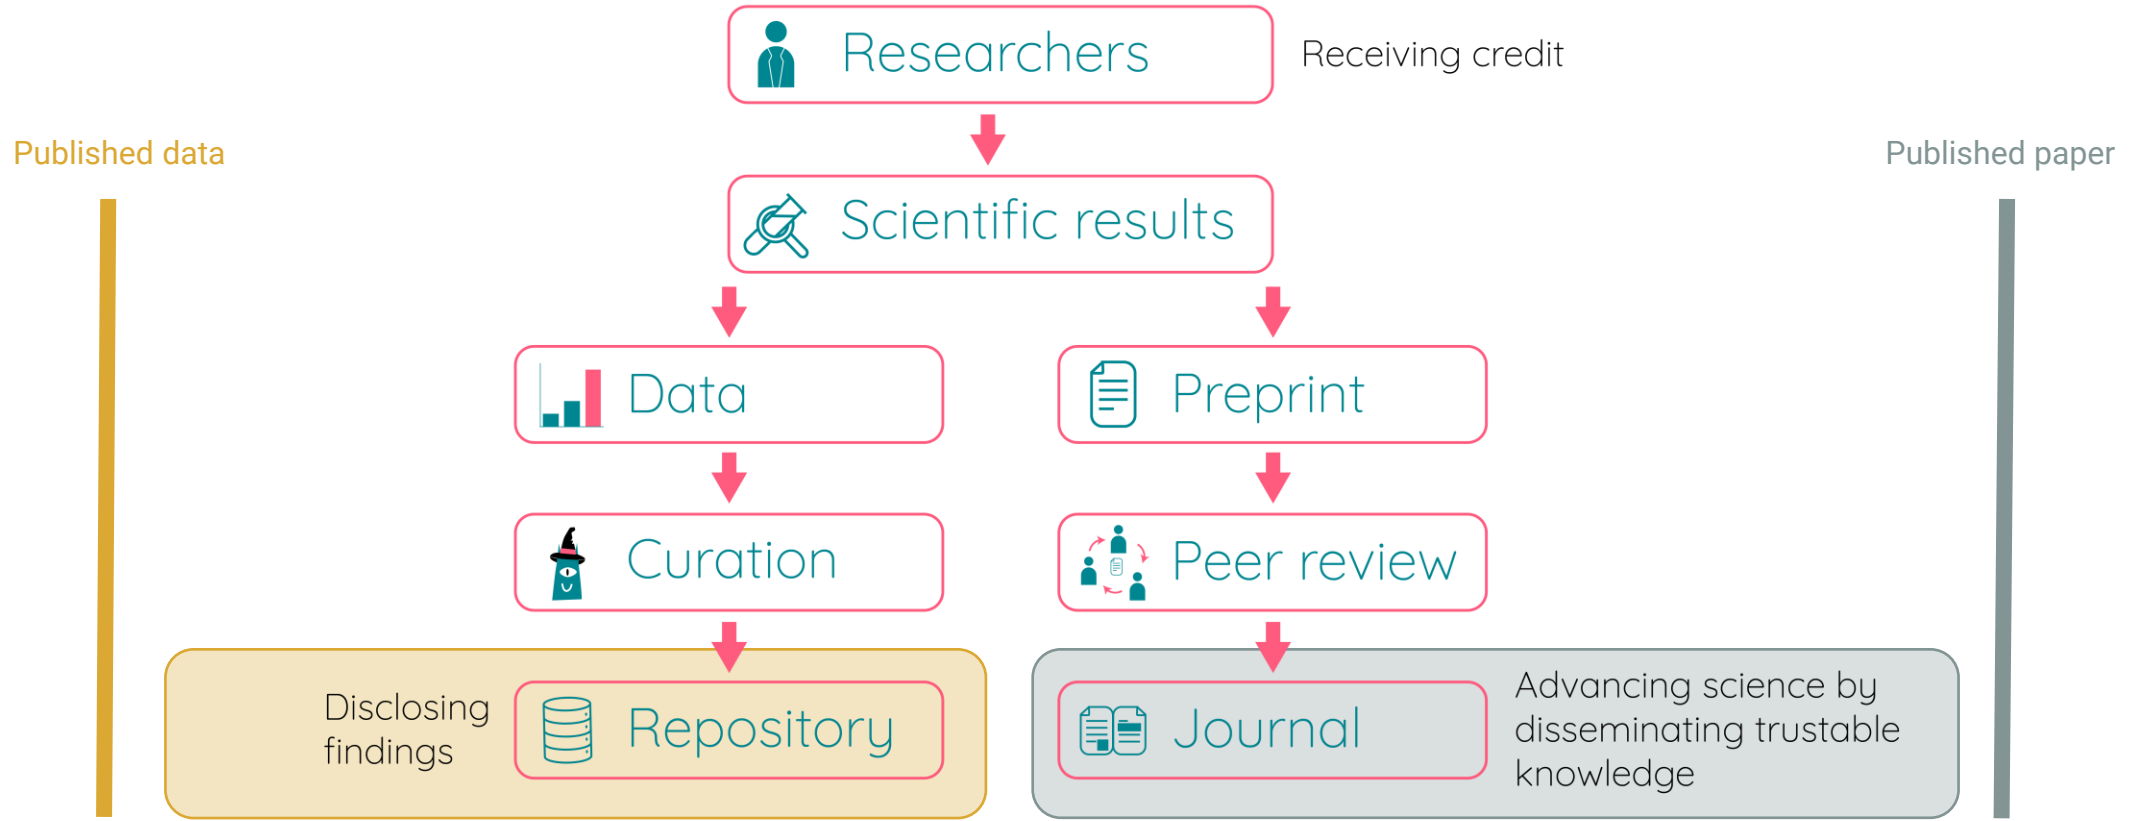 Researchers
Receiving credit
Published data
Published paper
Scientific results
Data
Preprint
Curation
Peer review
Disclosing
findings
Repository
Journal
Advancing science by
disseminating trustable
knowledge